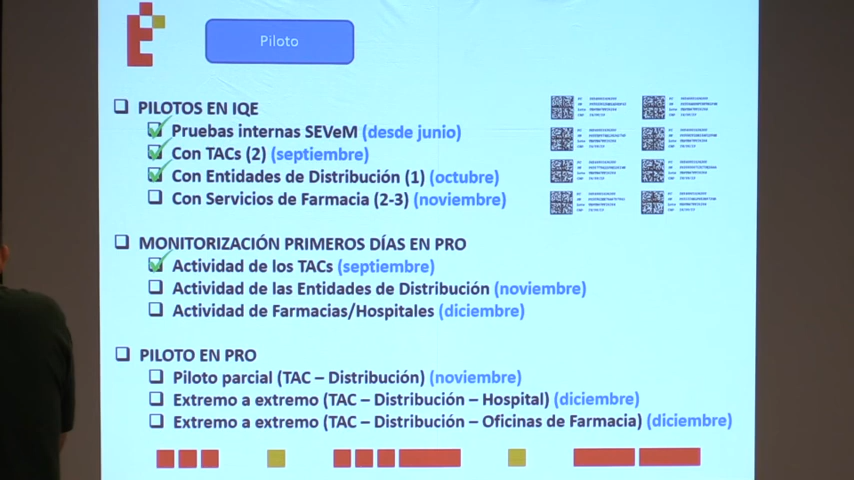 Piloto
PILOTOS EN IQE
Pruebas internas SEVeM (desde junio)
Con TACs (2) (septiembre)
Con Entidades de Distribución (1) (octubre)
Con Servicios de Farmacia (2-3) (noviembre)
MONITORIZACIÓN PRIMEROS DÍAS EN PRO
Actividad de los TACs (septiembre)
Actividad de las Entidades de Distribución (noviembre)
Actividad de Farmacias/Hospitales (diciembre)
PILOTO EN PRO
Piloto parcial (TAC – Distribución) (noviembre)
Extremo a extremo (TAC – Distribución – Hospital) (diciembre)
Extremo a extremo (TAC – Distribución – Oficinas de Farmacia) (diciembre)